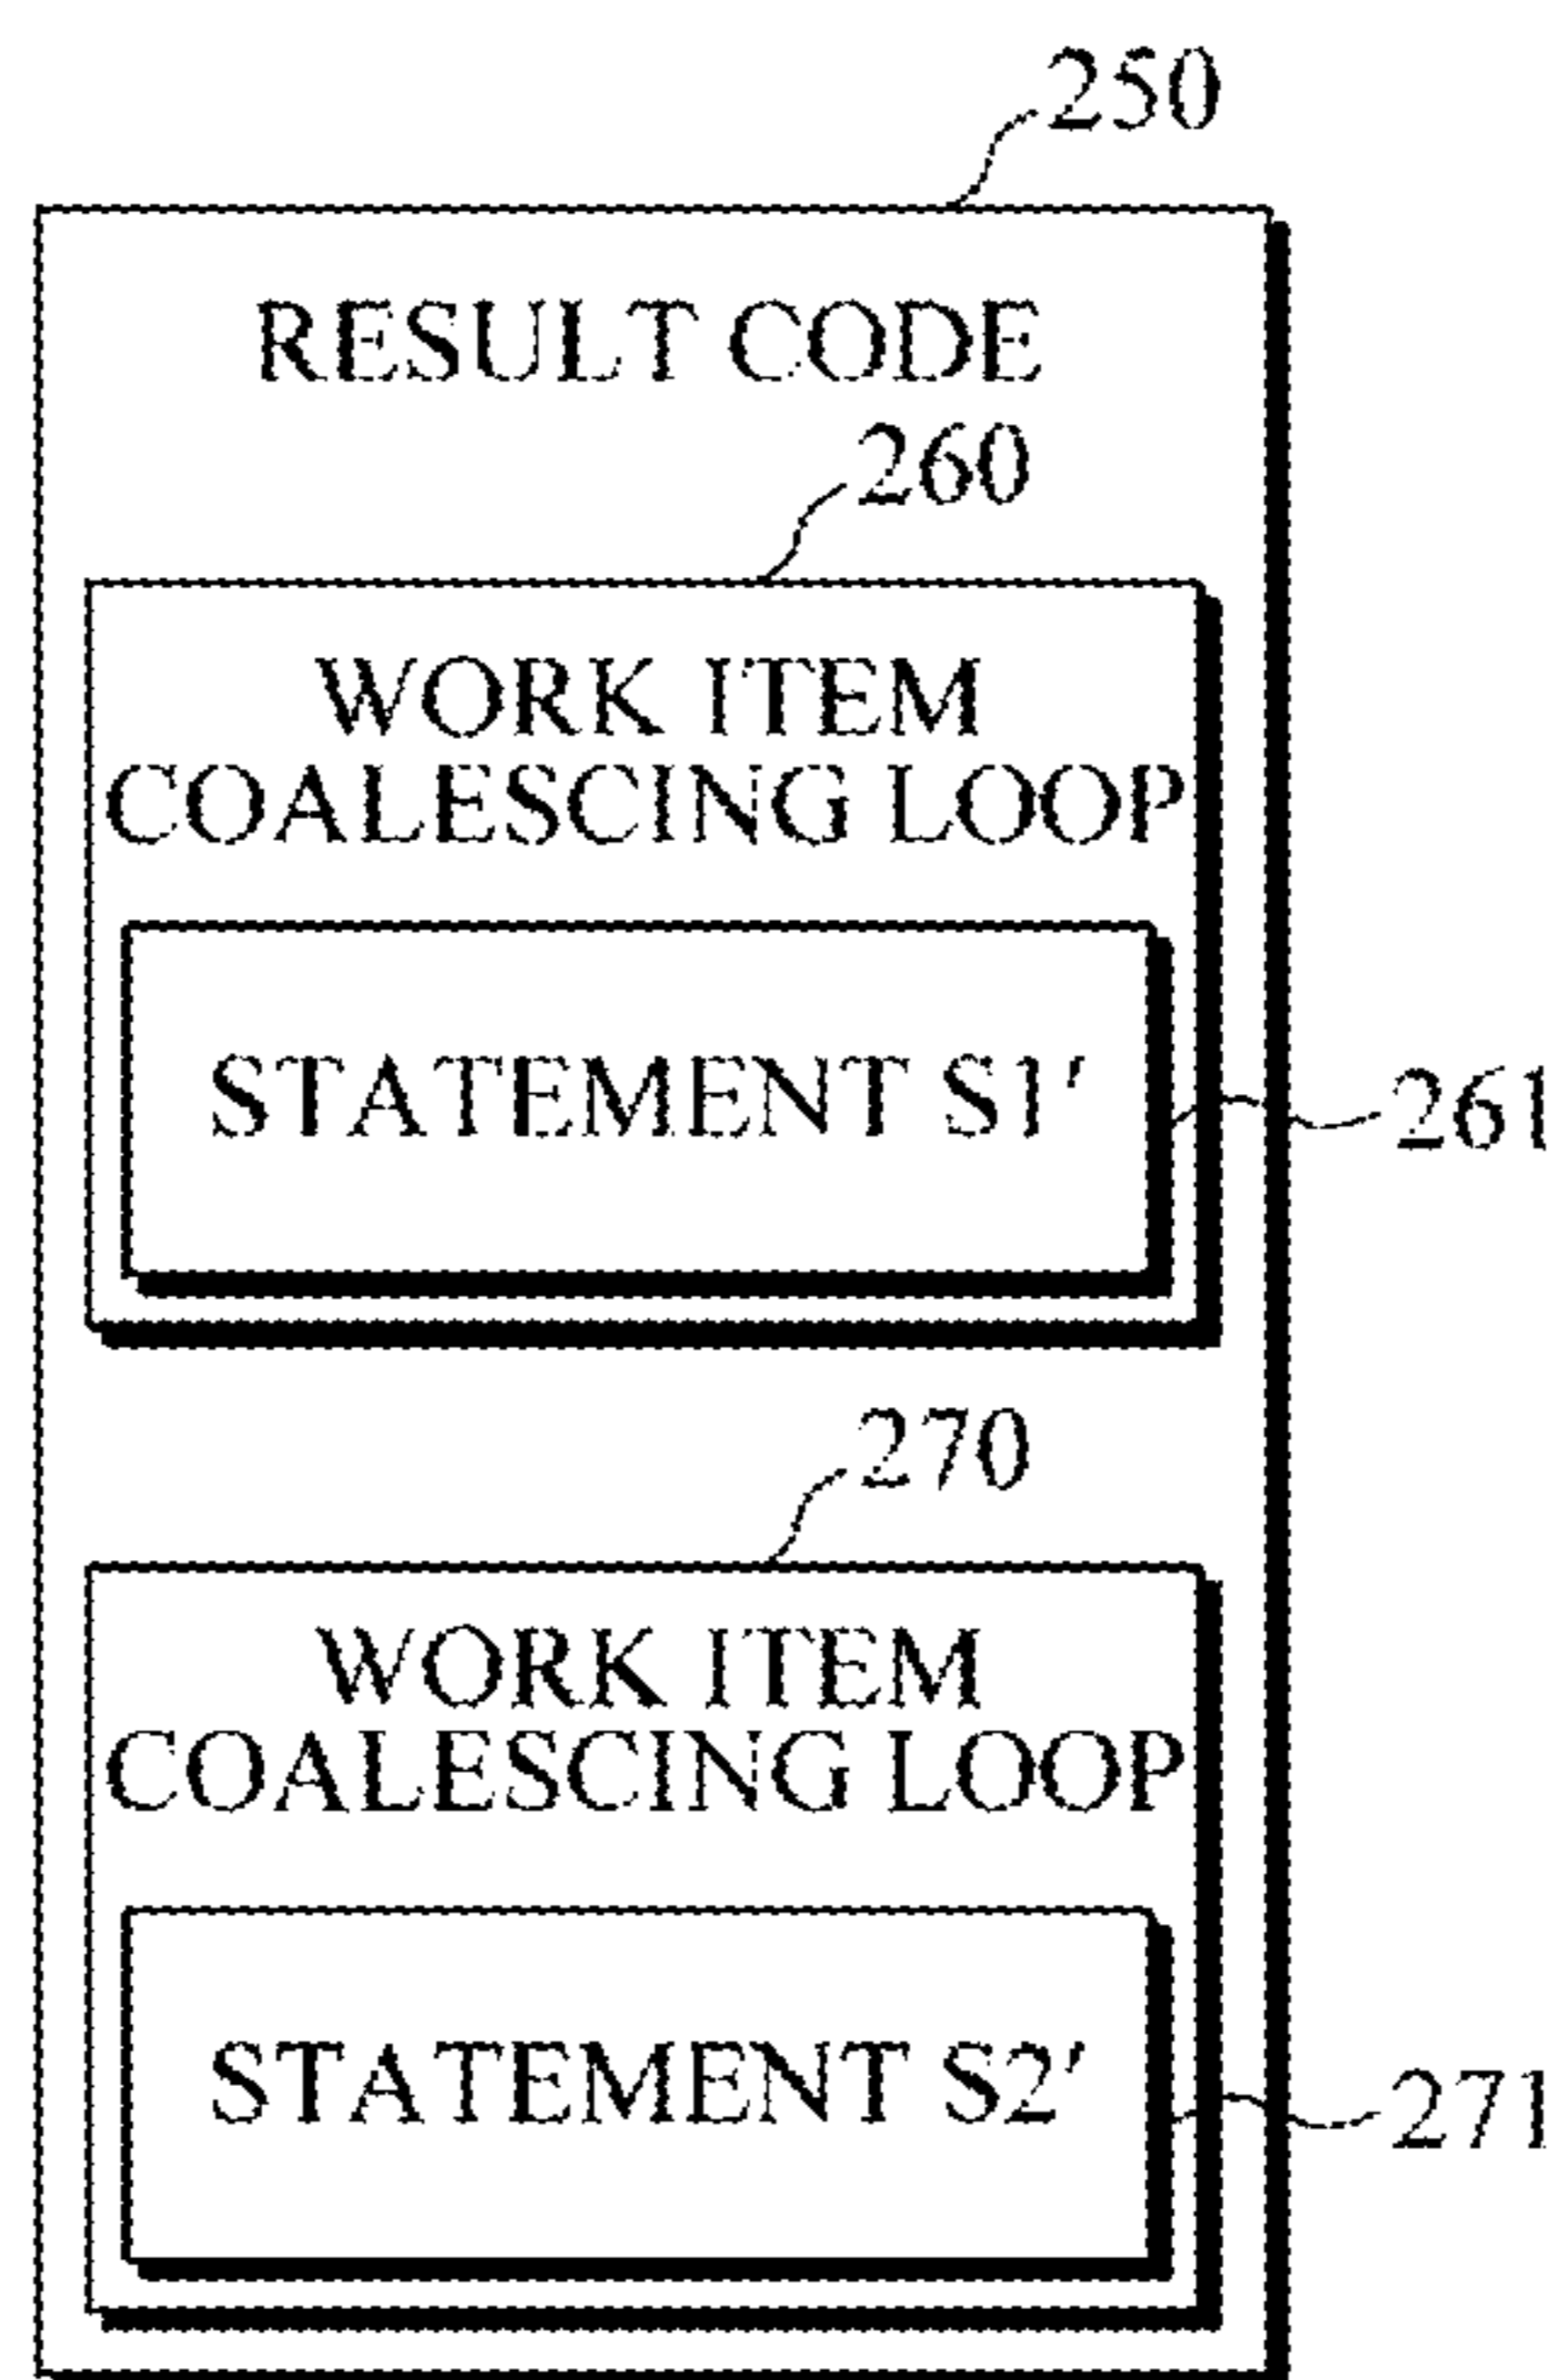 250
RESULT CODE
260
WORK ITEM
COALESCING LOOP
STATEMENT S1′
261
270
WORK ITEM
COALESCING LOOP
STATEMENT S2′
271